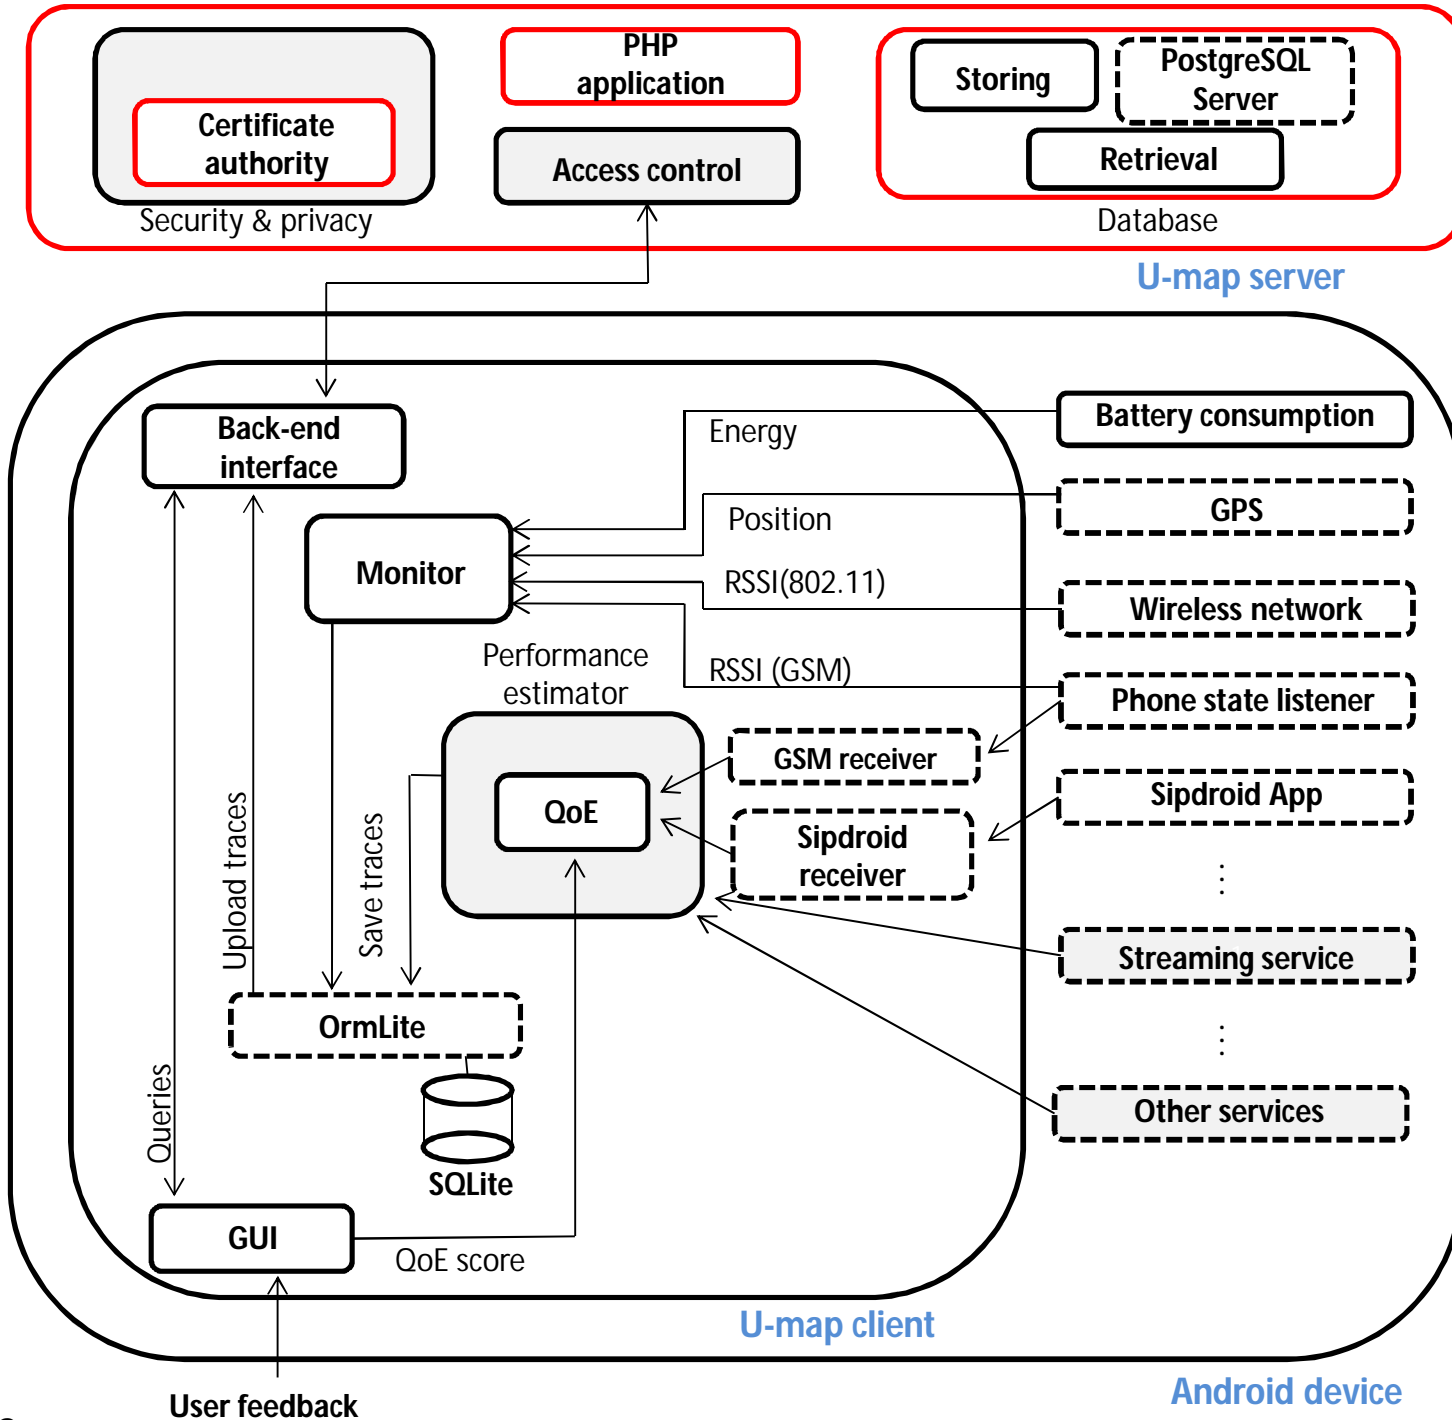 PHP
application
Storing
PostgreSQL
Server
Certificate
authority
Access control
Retrieval
Security & privacy
Database
U-map server
Back-end
interface
Energy
Battery consumption
Position
GPS
Monitor
RSSI(802.11)
Wireless network
Performance
estimator
RSSI (GSM)
Phone state listener
GSM receiver
QoE
Sipdroid App
Sipdroid
receiver
Upload traces
Save traces
Streaming service
OrmLite
Queries
SQLite
Other services
GUI
QoE score
U-map client
Android device
User feedback